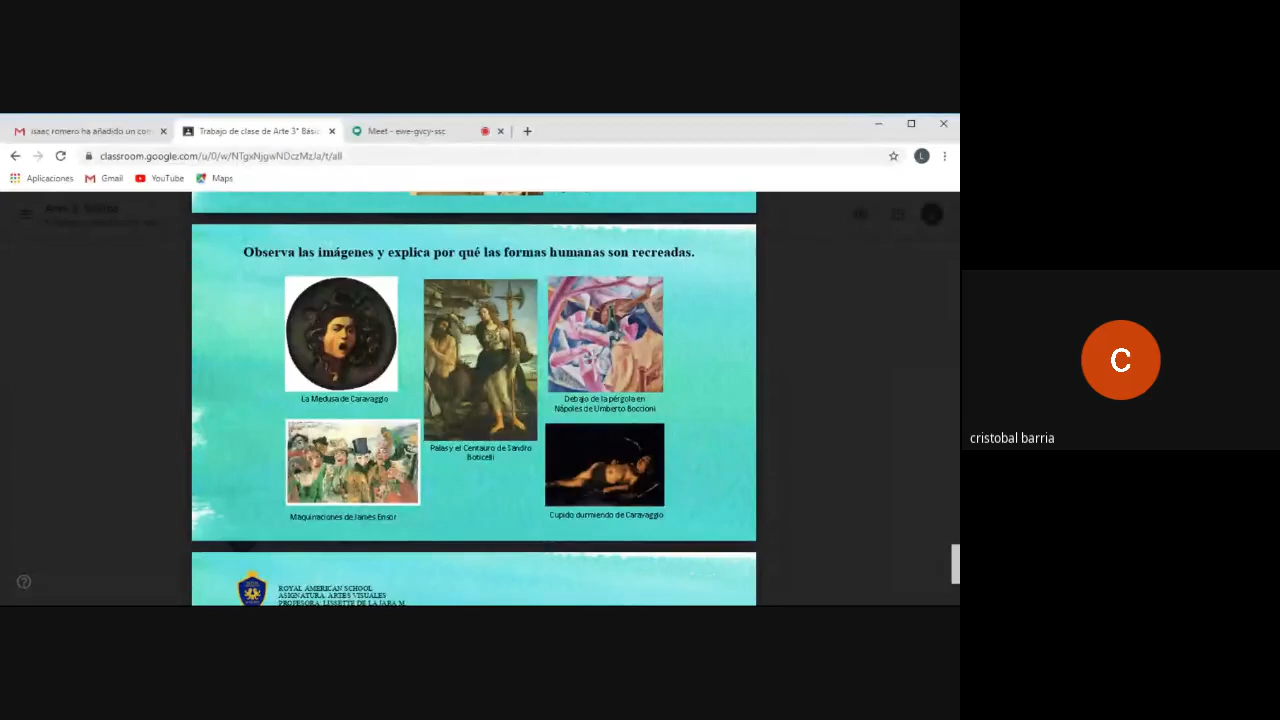 isaac romero ha añadido un com
Trabajo de clase de Arte 3° Básic
Meet - ewe-gvcy-ssc
classroom.google.com/u/0/w/NTgxNjgwNDczMzJa/t/all
L
Aplicaciones
Gmail
YouTube
Maps
Observa las imágenes y explica por qué las formas humanas son recreadas.
La Medusa de Caravaggio
Palas y el Centauro de Sandro
Boticelli
Debajo de la pérgola en
Nápoles de Umberto Boccioni
Maquinaciones de James Ensor
Cupido durmiendo de Caravaggio
ROYAL AMERICAN SCHOOL
ASIGNATURA: ARTES VISUALES
PROFESORA: LISSETTE DE LA JARA M.
C
cristobal barria